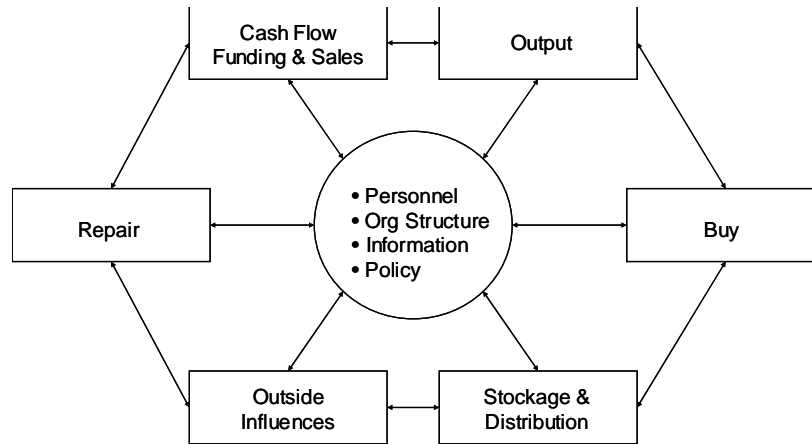 Cash Flow
Funding & Sales
Output
Repair
• Personnel
• Org Structure
• Information
• Policy
Buy
Outside
Influences
Stockage &
Distribution